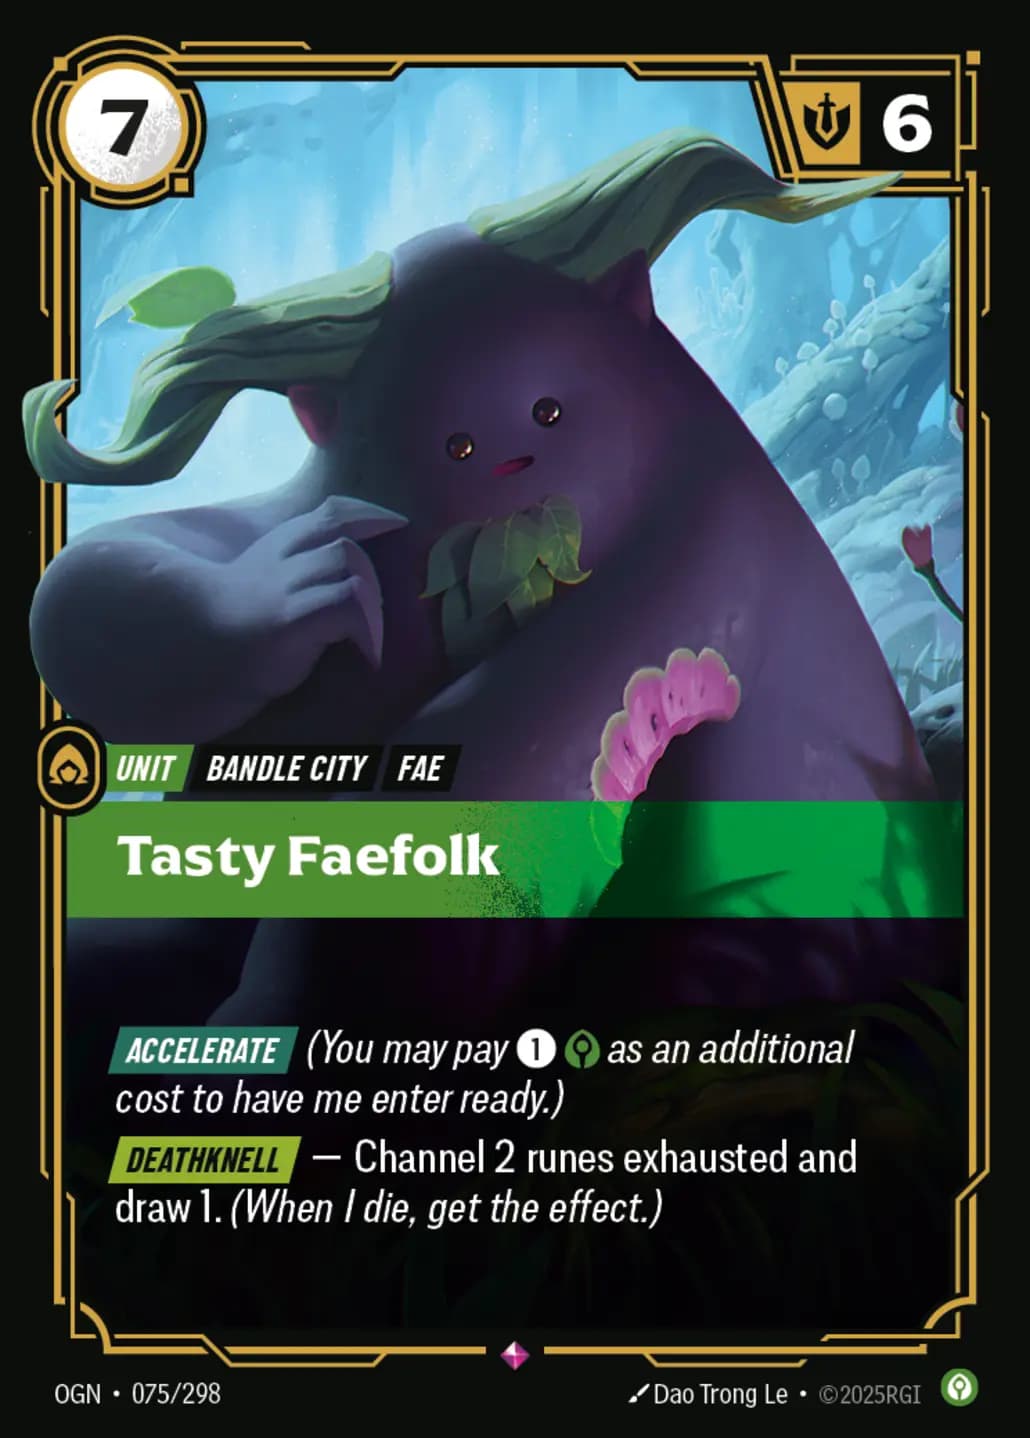 7
6
UNIT BANDLE CITY FAE
Tasty Faefolk
ACCELERATE (You may pay 1 as an additional
cost to have me enter ready.)
DEATHKNELL — Channel 2 runes exhausted and
draw 1. (When I die, get the effect.)
OGN • 075/298
Dao Trong Le • ©2025RGI